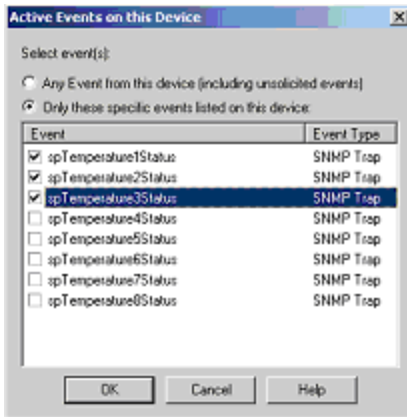 Active Events on this Device
Select event(s):
Any Event from this device (including unsolicited events)
Only these specific events listed on this device:
Event Event Type
spTemperature1Status SNMP Trap
spTemperature2Status SNMP Trap
spTemperature3Status SNMP Trap
spTemperature4Status SNMP Trap
spTemperature5Status SNMP Trap
spTemperature6Status SNMP Trap
spTemperature7Status SNMP Trap
spTemperature8Status SNMP Trap
OK Cancel Help